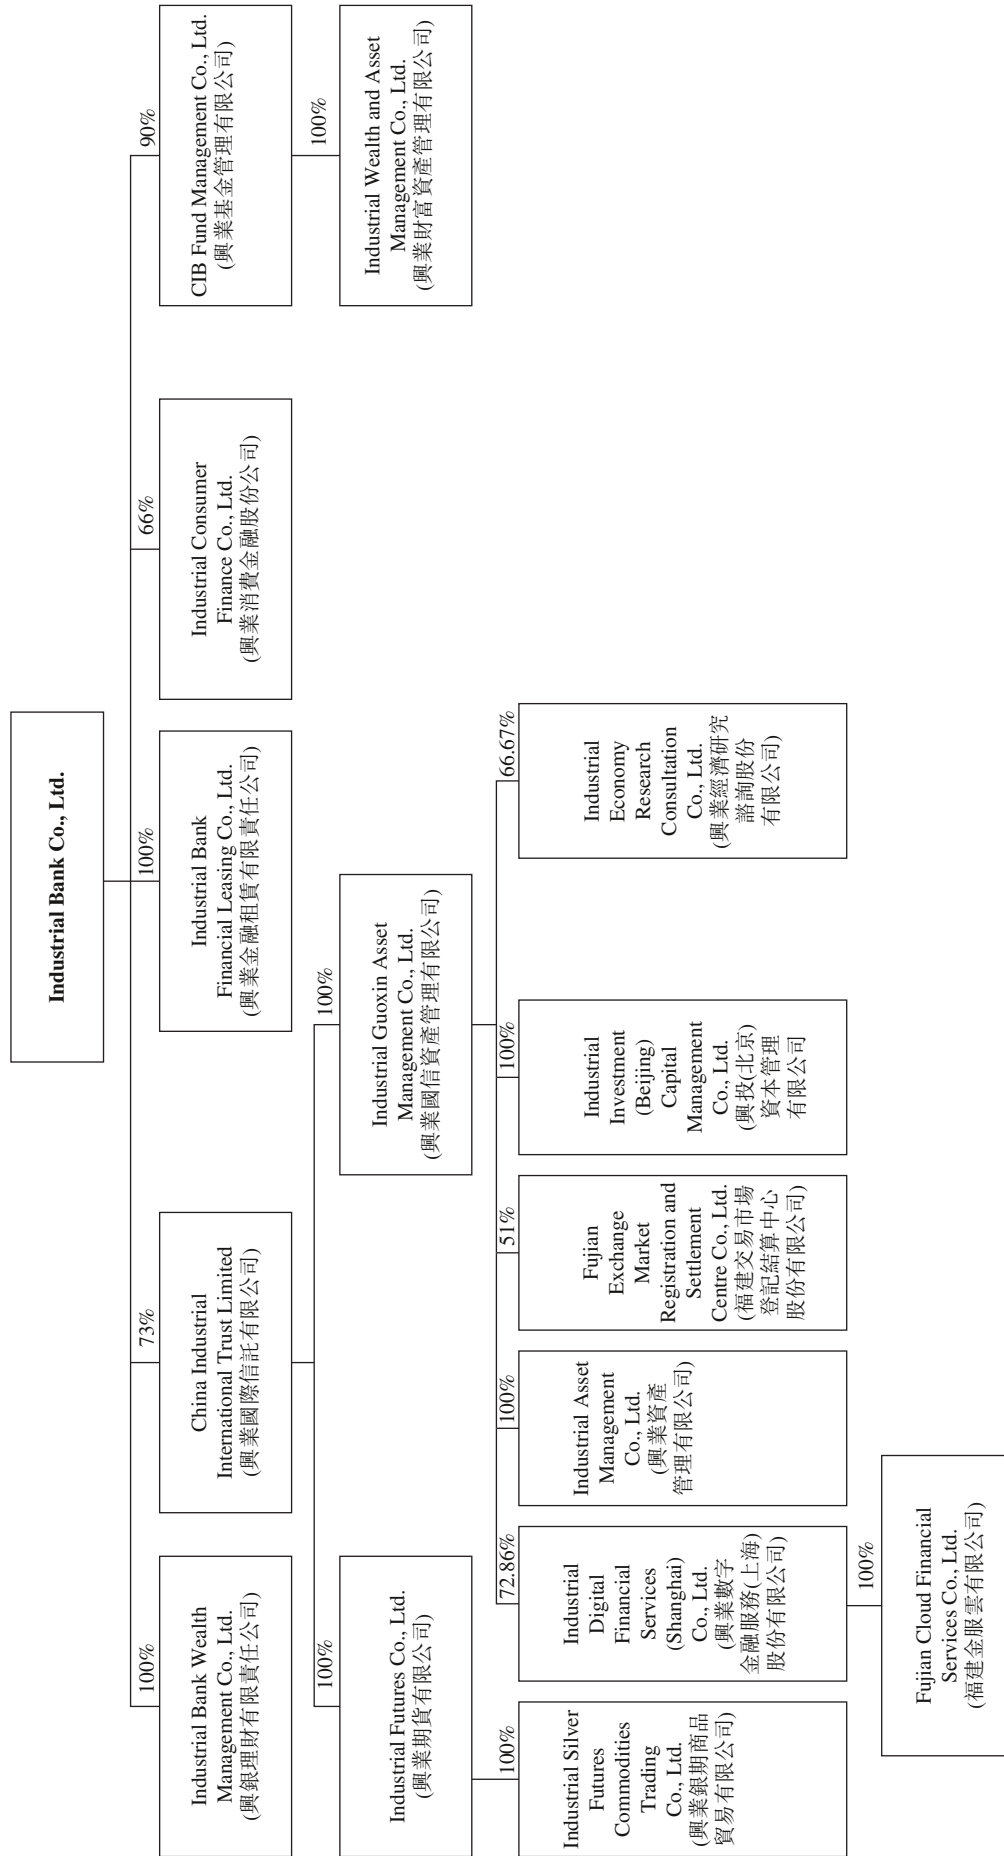 Industrial Bank Co., Ltd.
100%
73%
100%
66%
90%
Industrial Bank Wealth
Management Co., Ltd.
(興銀理財有限責任公司)
China Industrial
International Trust Limited
(興業國際信託有限公司)
Industrial Bank
Financial Leasing Co., Ltd.
(興業金融租賃有限責任公司)
Industrial Consumer
Finance Co., Ltd.
(興業消費金融股份公司)
CIB Fund Management Co., Ltd.
(興業基金管理有限公司)
100%
100%
100%
Industrial Futures Co., Ltd.
(興業期貨有限公司)
Industrial Guoxin Asset
Management Co., Ltd.
(興業國信資產管理有限公司)
Industrial Wealth and Asset
Management Co., Ltd.
(興業財富資產管理有限公司)
100%
72.86%
100%
51%
100%
66.67%
Industrial Silver
Futures
Commodities
Trading
Co., Ltd.
(興業銀期商品
貿易有限公司)
Industrial
Digital
Financial
Services
(Shanghai)
Co., Ltd.
(興業數字
金融服務(上海)
股份有限公司)
Industrial Asset
Management
Co., Ltd.
(興業資產
管理有限公司)
Fujian
Exchange
Market
Registration and
Settlement
Centre Co., Ltd.
(福建交易市場
登記結算中心
股份有限公司)
Industrial
Investment
(Beijing)
Capital
Management
Co., Ltd.
(興投(北京)
資本管理
有限公司
Industrial
Economy
Research
Consultation
Co., Ltd.
(興業經濟研究
諮詢股份
有限公司)
100%
Fujian Cloud Financial
Services Co., Ltd.
(福建金服雲有限公司)